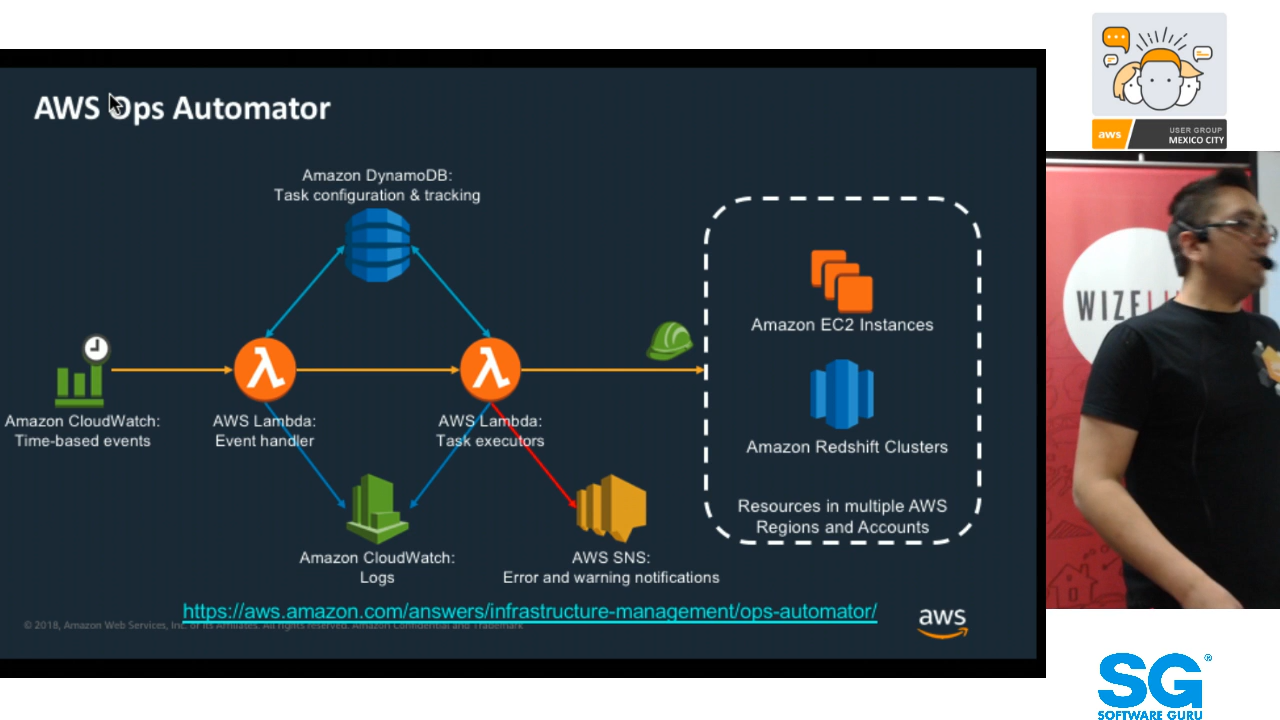 AWS Ops Automator
Amazon DynamoDB:
Task configuration & tracking
Amazon CloudWatch:
Time-based events
AWS Lambda:
Event handler
AWS Lambda:
Task executors
Amazon CloudWatch:
Logs
AWS SNS:
Error and warning notifications
Amazon EC2 Instances
Amazon Redshift Clusters
Resources in multiple AWS
Regions and Accounts
https://aws.amazon.com/answers/infrastructure-management/ops-automator/
© 2018, Amazon Web Services, Inc. or its Affiliates. All rights reserved. Amazon Confidential and Trademark
aws
aws
USER GROUP
MEXICO CITY
SG®
SOFTWARE GURU